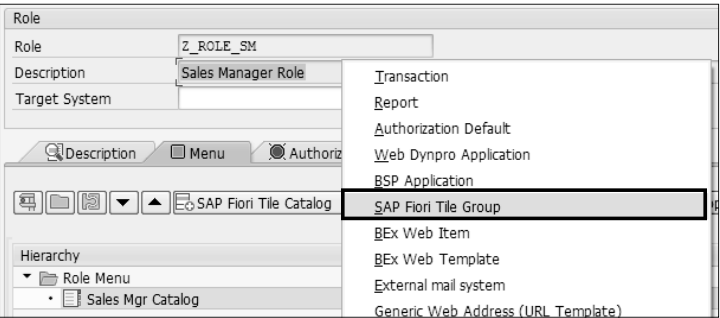 Role
Role Z_ROLE_SM
Description Sales Manager Role
Target System
Description Menu Authoriz
SAP Fiori Tile Catalog
Hierarchy
Role Menu
Sales Mgr Catalog
Transaction
Report
Authorization Default
Web Dynpro Application
BSP Application
SAP Fiori Tile Group
BEx Web Item
BEx Web Template
External mail system
Generic Web Address (URL Template)